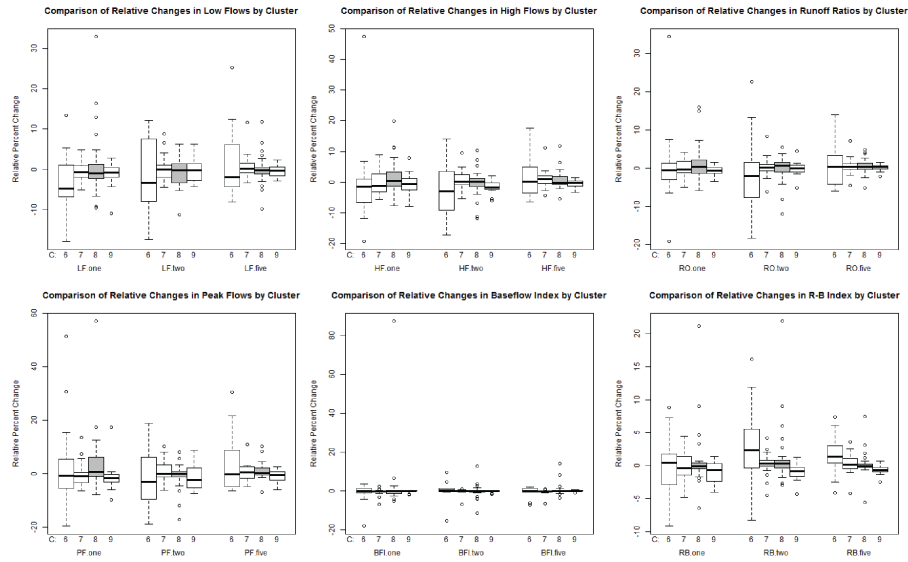 Comparison of Relative Changes in Low Flows by Cluster
Relative Percent Change
30
20
10
0
-10
C: 6 7 8 9 6 7 8 9 6 7 8 9
LF.one LF.two LF.five
Comparison of Relative Changes in High Flows by Cluster
Relative Percent Change
50
40
30
20
10
0
-10
-20
C: 6 7 8 9 6 7 8 9 6 7 8 9
HF.one HF.two HF.five
Comparison of Relative Changes in Runoff Ratios by Cluster
Relative Percent Change
30
20
10
0
-10
-20
C: 6 7 8 9 6 7 8 9 6 7 8 9
RO.one RO.two RO.five
Comparison of Relative Changes in Peak Flows by Cluster
Relative Percent Change
60
40
20
0
-20
C: 6 7 8 9 6 7 8 9 6 7 8 9
PF.one PF.two PF.five
Comparison of Relative Changes in Baseflow Index by Cluster
Relative Percent Change
80
60
40
20
0
-20
C: 6 7 8 9 6 7 8 9 6 7 8 9
BFI.one BFI.two BFI.five
Comparison of Relative Changes in R-B Index by Cluster
Relative Percent Change
20
15
10
5
0
-5
-10
C: 6 7 8 9 6 7 8 9 6 7 8 9
RB.one RB.two RB.five